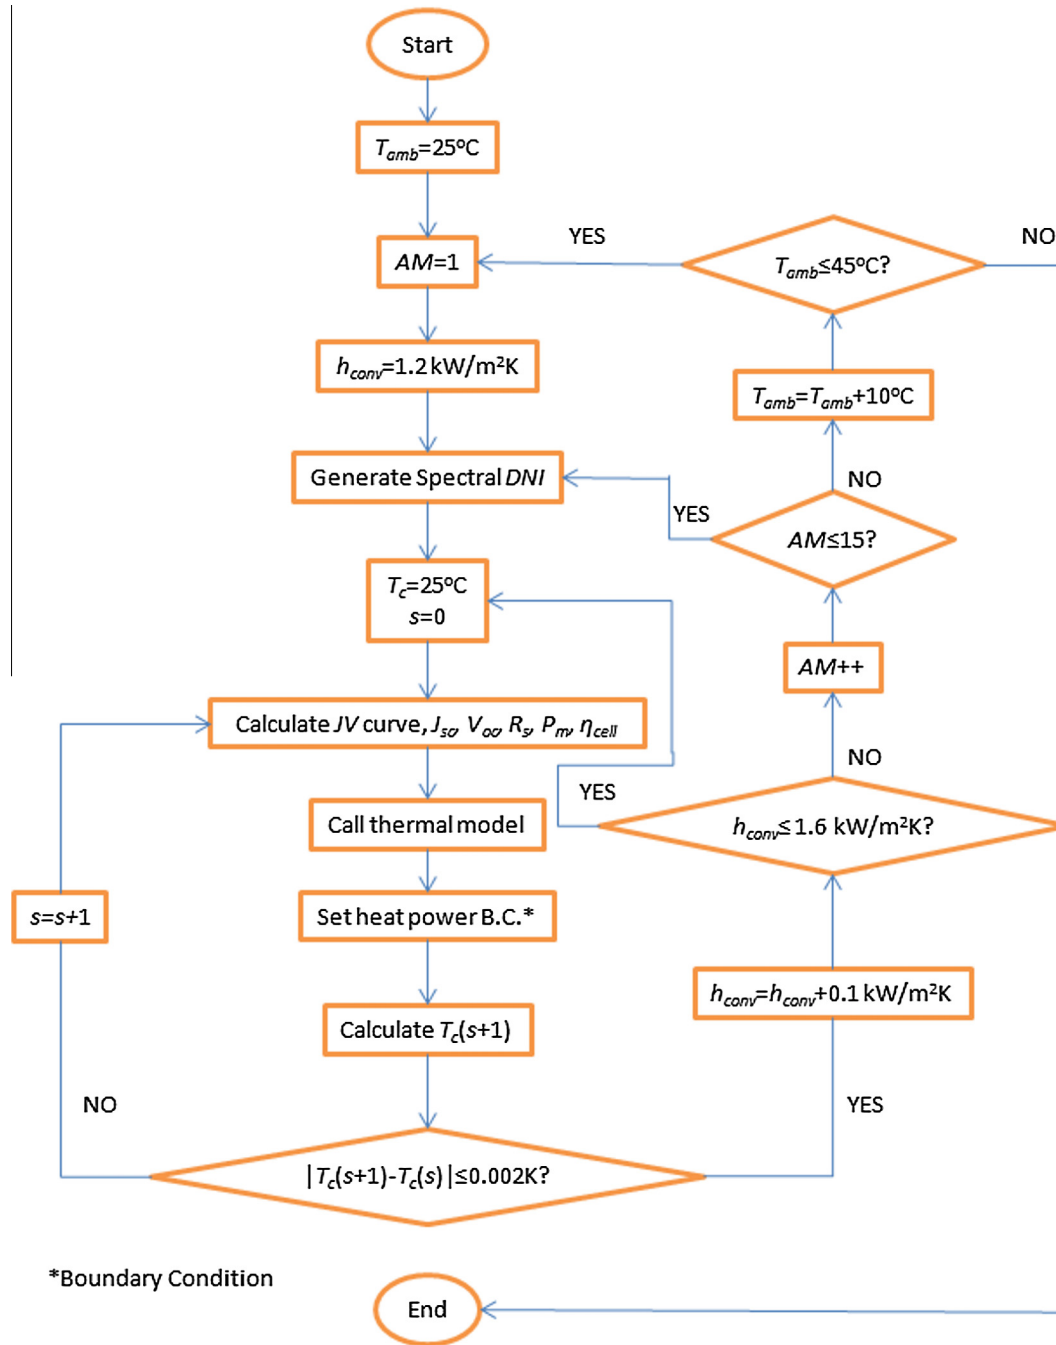 Start
T_amb=25°C
AM=1
YES
T_amb≤45°C?
NO
h_conv=1.2 kW/m²K
T_amb=T_amb+10°C
Generate Spectral DNI
NO
YES
AM≤15?
T_c=25°C
s=0
AM++
Calculate JV curve, J_sc, V_oc, R_s, P_m, η_cell
NO
YES
Call thermal model
h_conv≤1.6 kW/m²K?
s=s+1
Set heat power B.C.*
h_conv=h_conv+0.1 kW/m²K
Calculate T_c(s+1)
NO
YES
|T_c(s+1)-T_c(s)|≤0.002K?
*Boundary Condition
End